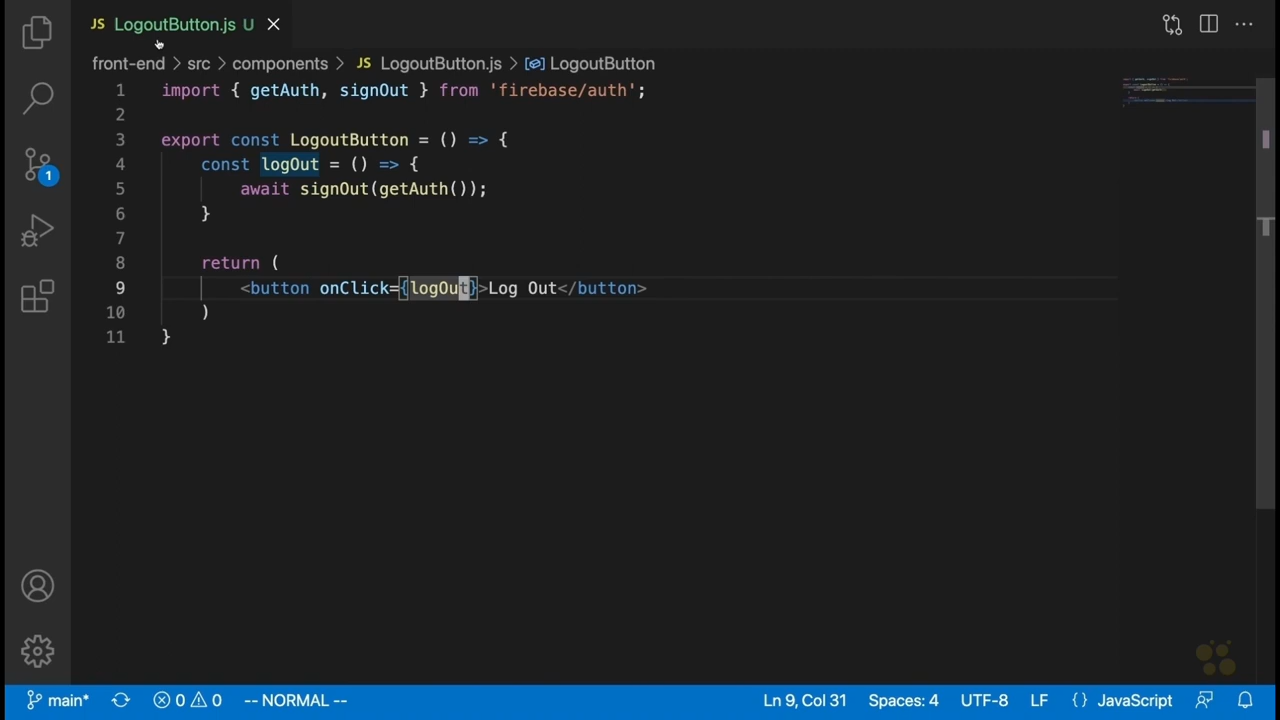 JS LogoutButton.js U
front-end > src > components > JS LogoutButton.js > LogoutButton
1 import { getAuth, signOut } from 'firebase/auth';
2
3 export const LogoutButton = () => {
4 const logOut = () => {
5 await signOut(getAuth());
6 }
7
8 return (
9 <button onClick={logOut}>Log Out</button>
10 )
11 }
1
main* 0 0 -- NORMAL -- Ln 9, Col 31 Spaces: 4 UTF-8 LF {} JavaScript